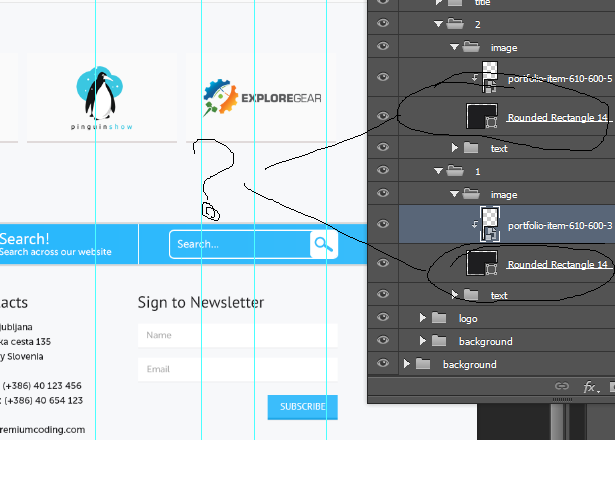 title
2
image
portfolio-item-610-600-5
Rounded Rectangle 14
text
1
image
portfolio-item-610-600-3
Rounded Rectangle 14
text
logo
background
background
fx
pinguinshow
EXPLOREGEAR
?
Search!
Search across our website
Search...
acts
jubljana
ka cesta 135
y Slovenia
(+386) 40 123 456
: (+386) 40 654 123
remiumcoding.com
Sign to Newsletter
Name
Email
SUBSCRIBE